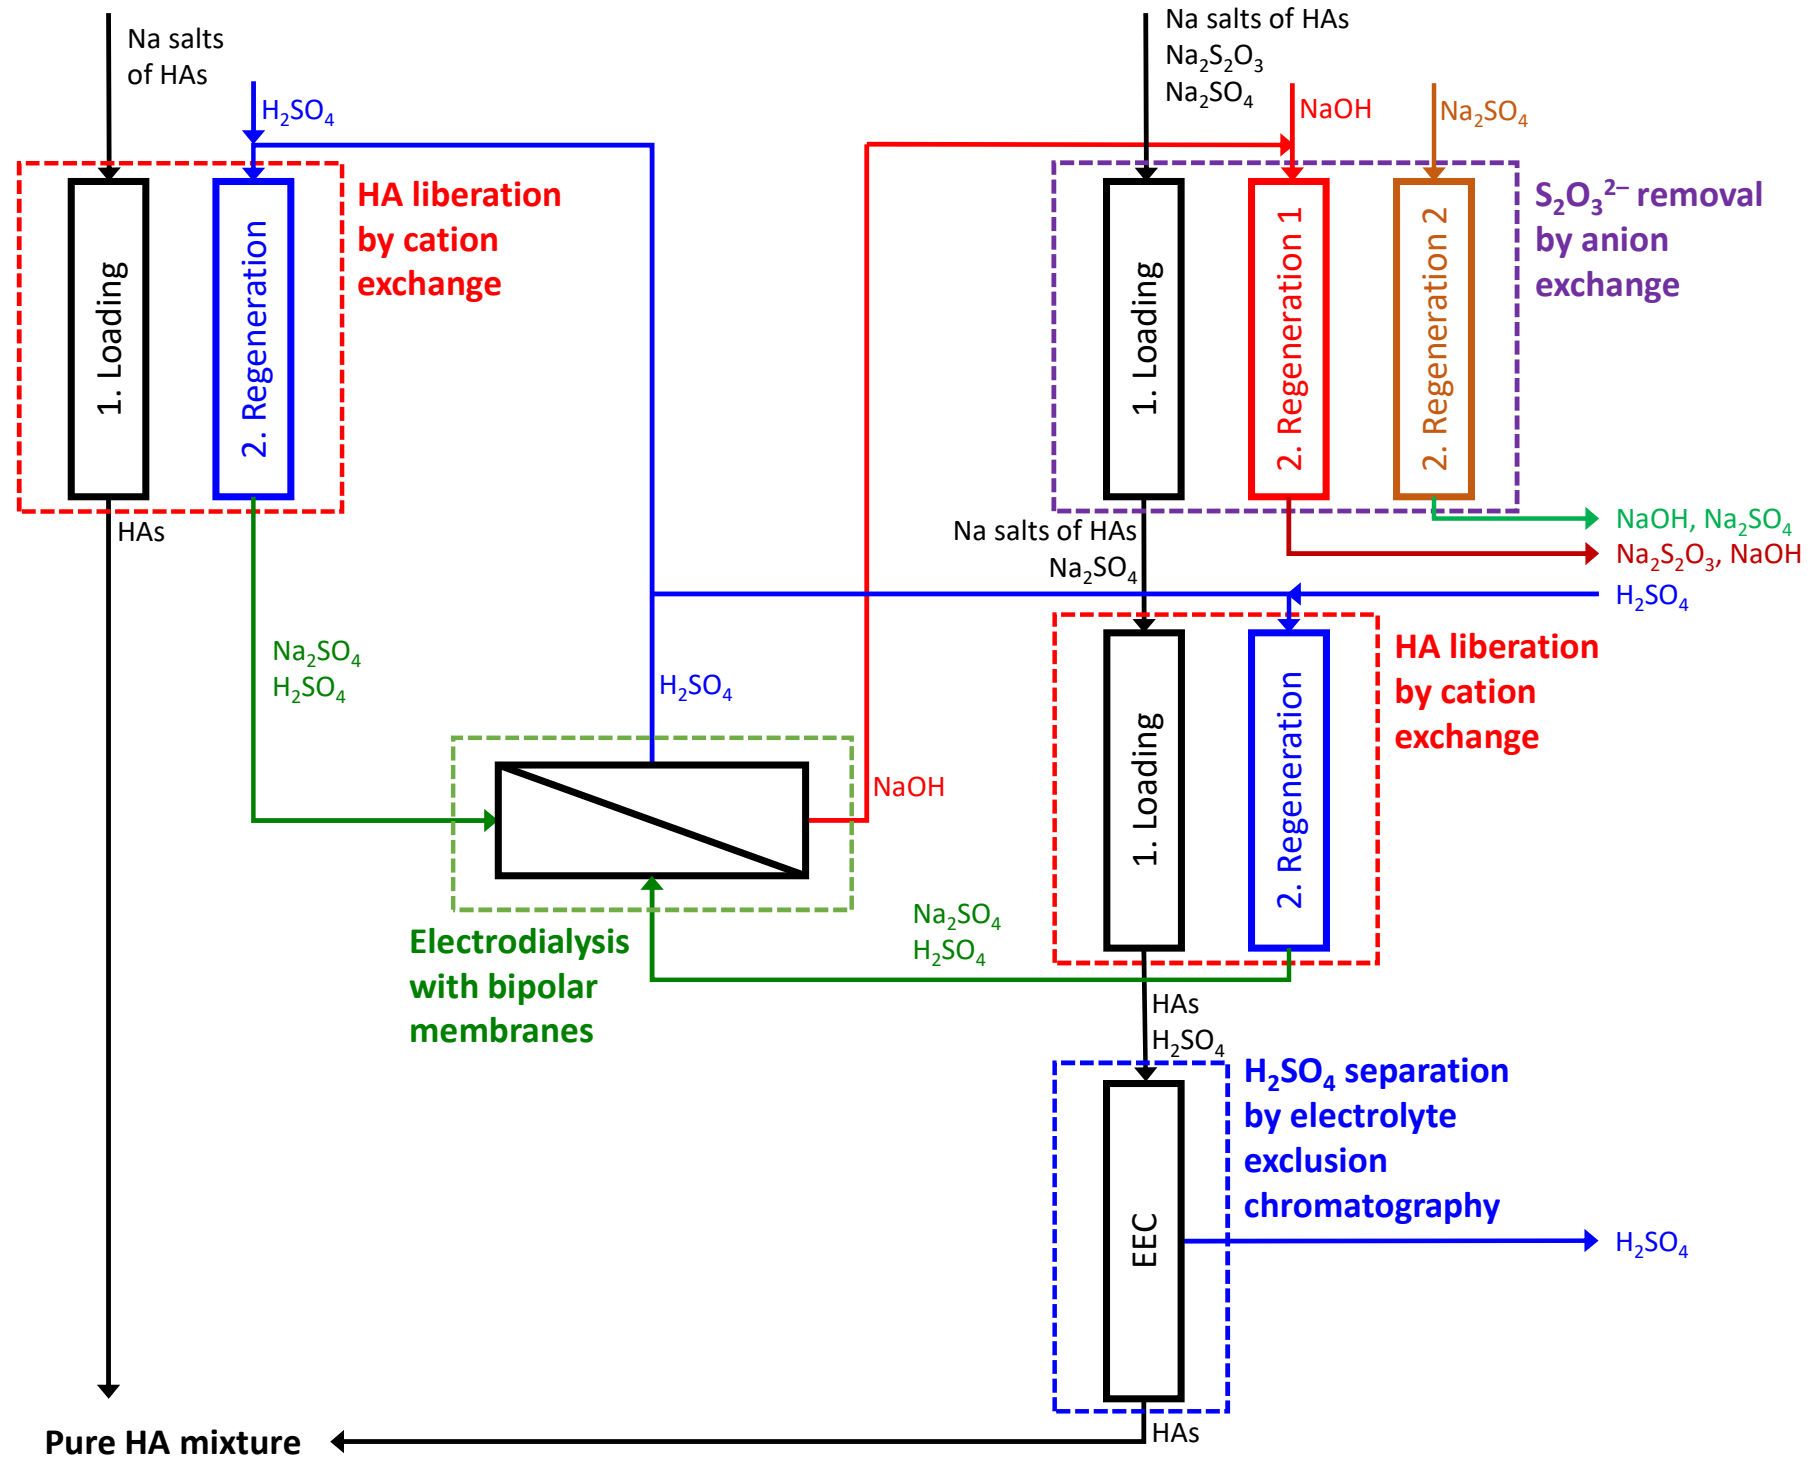 Na salts
of HAs
H₂SO₄
HA liberation
by cation
exchange
1. Loading
2. Regeneration
HAs
Na₂SO₄
H₂SO₄
H₂SO₄
NaOH
Electrodialysis
with bipolar
membranes
Na salts of HAs
Na₂S₂O₃
Na₂SO₄
NaOH
Na₂SO₄
S₂O₃²⁻ removal
by anion
exchange
1. Loading
2. Regeneration 1
2. Regeneration 2
NaOH, Na₂SO₄
Na₂S₂O₃, NaOH
H₂SO₄
Na salts of HAs
Na₂SO₄
HA liberation
by cation
exchange
1. Loading
2. Regeneration
Na₂SO₄
H₂SO₄
HAs
H₂SO₄
H₂SO₄ separation
by electrolyte
exclusion
chromatography
EEC
H₂SO₄
HAs
Pure HA mixture